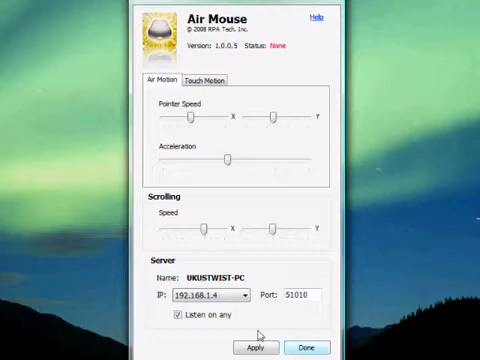 Air Mouse
Help
© 2008 RPA Tech. Inc.
Version: 1.0.0.5 Status: None
Air Motion Touch Motion
Pointer Speed
X Y
Acceleration
Scrolling
Speed
X Y
Server
Name: UKUSTWIST-PC
IP: 192.168.1.4 Port: 51010
Listen on any
Apply Done